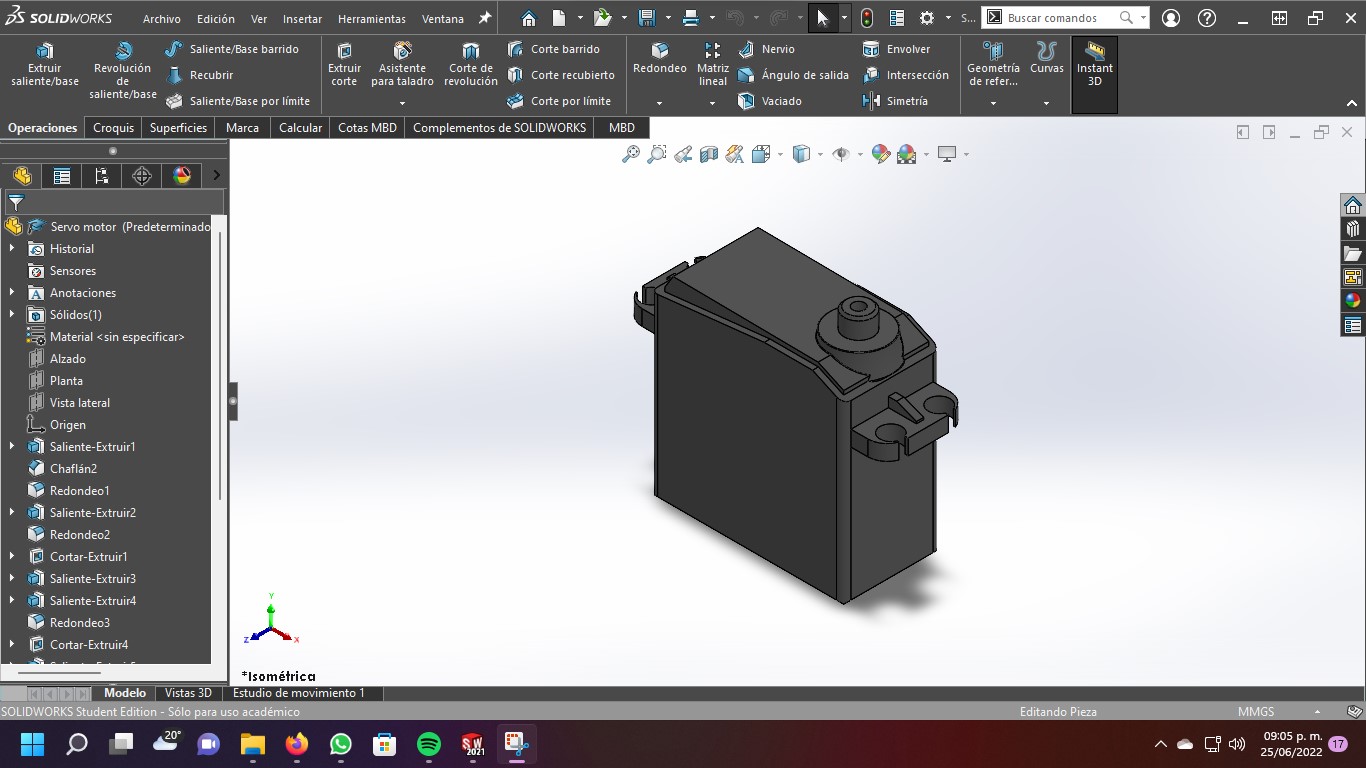 SOLIDWORKS Archivo Edición Ver Insertar Herramientas Ventana S... Buscar comandos
Extruir saliente/base
Revolución de saliente/base
Saliente/Base barrido
Recubrir
Saliente/Base por límite
Extruir corte
Asistente para taladro
Corte de revolución
Corte barrido
Corte recubierto
Corte por límite
Redondeo
Matriz lineal
Nervio
Ángulo de salida
Vaciado
Envolver
Intersección
Simetría
Geometría de refer...
Curvas
Instant 3D
Operaciones Croquis Superficies Marca Calcular Cotas MBD Complementos de SOLIDWORKS MBD
Servo motor (Predeterminado
Historial
Sensores
Anotaciones
Sólidos(1)
Material <sin especificar>
Alzado
Planta
Vista lateral
Origen
Saliente-Extruir1
Chaflán2
Redondeo1
Saliente-Extruir2
Redondeo2
Cortar-Extruir1
Saliente-Extruir3
Saliente-Extruir4
Redondeo3
Cortar-Extruir4
Y
Z
X
*Isométrica
Modelo Vistas 3D Estudio de movimiento 1
SOLIDWORKS Student Edition - Sólo para uso académico Editando Pieza MMGS
20°
SW
2021
09:05 p. m.
25/06/2022
17